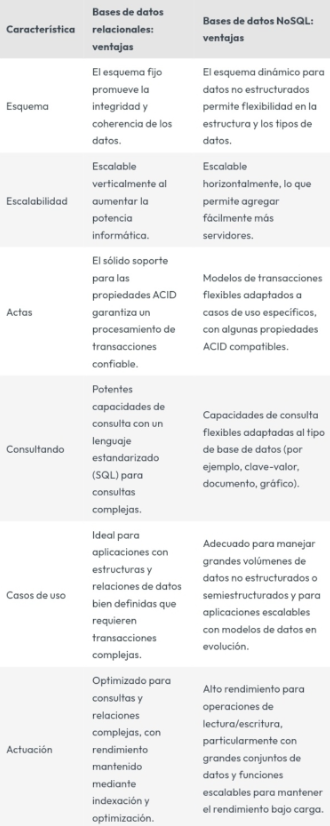 Característica
Bases de datos
relacionales:
ventajas
Bases de datos NoSQL:
ventajas
Esquema
El esquema fijo
promueve la
integridad y
coherencia de los
datos.
El esquema dinámico para
datos no estructurados
permite flexibilidad en la
estructura y los tipos de
datos.
Escalabilidad
Escalable
verticalmente al
aumentar la
potencia
informática.
Escalable
horizontalmente, lo que
permite agregar
fácilmente más
servidores.
Actas
El sólido soporte
para las
propiedades ACID
garantiza un
procesamiento de
transacciones
confiable.
Modelos de transacciones
flexibles adaptados a
casos de uso específicos,
con algunas propiedades
ACID compatibles.
Consultando
Potentes
capacidades de
consulta con un
lenguaje
estandarizado
(SQL) para
consultas
complejas.
Capacidades de consulta
flexibles adaptadas al tipo
de base de datos (por
ejemplo, clave-valor,
documento, gráfico).
Casos de uso
Ideal para
aplicaciones con
estructuras y
relaciones de datos
bien definidas que
requieren
transacciones
complejas.
Adecuado para manejar
grandes volúmenes de
datos no estructurados o
semiestructurados y para
aplicaciones escalables
con modelos de datos en
evolución.
Actuación
Optimizado para
consultas y
relaciones
complejas, con
rendimiento
mantenido
mediante
indexación y
optimización.
Alto rendimiento para
operaciones de
lectura/escritura,
particularmente con
grandes conjuntos de
datos y funciones
escalables para mantener
el rendimiento bajo carga.